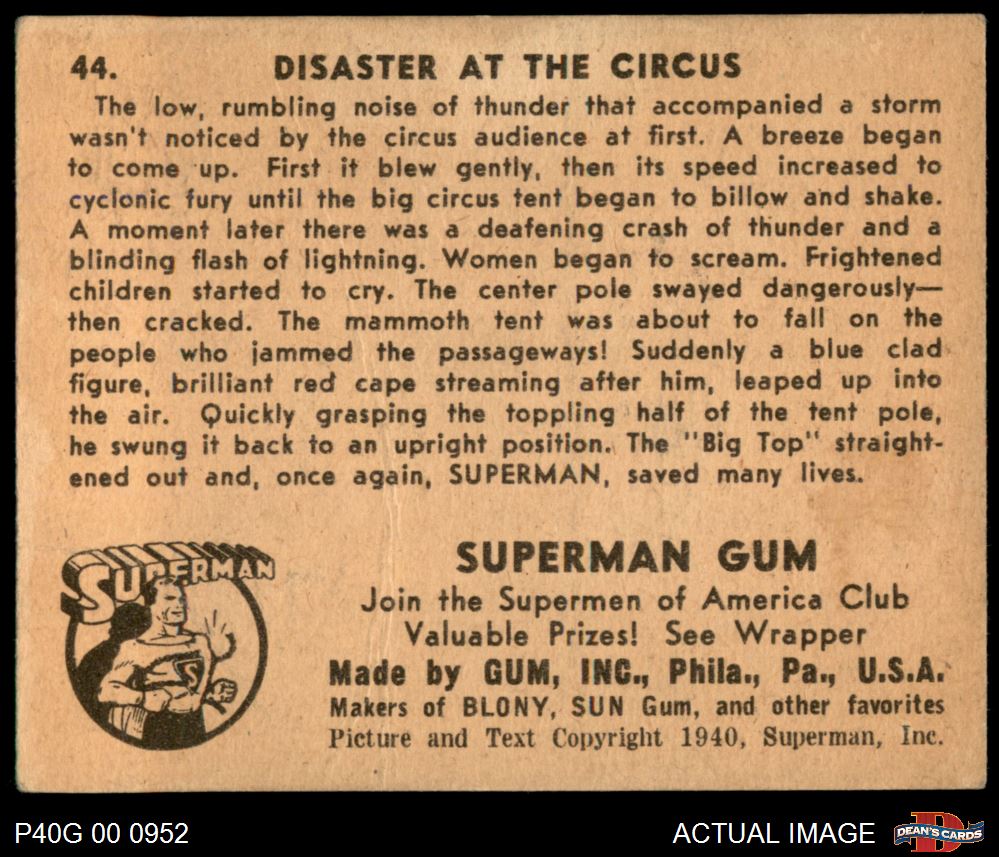 44. DISASTER AT THE CIRCUS
The low, rumbling noise of thunder that accompanied a storm
wasn't noticed by the circus audience at first. A breeze began
to come up. First it blew gently, then its speed increased to
cyclonic fury until the big circus tent began to billow and shake.
A moment later there was a deafening crash of thunder and a
blinding flash of lightning. Women began to scream. Frightened
children started to cry. The center pole swayed dangerously—
then cracked. The mammoth tent was about to fall on the
people who jammed the passageways! Suddenly a blue clad
figure, brilliant red cape streaming after him, leaped up into
the air. Quickly grasping the toppling half of the tent pole,
he swung it back to an upright position. The "Big Top" straight-
ened out and, once again, SUPERMAN, saved many lives.
SUPERMAN
S
SUPERMAN GUM
Join the Supermen of America Club
Valuable Prizes! See Wrapper
Made by GUM, INC., Phila., Pa., U.S.A.
Makers of BLONY, SUN Gum, and other favorites
Picture and Text Copyright 1940, Superman, Inc.
P40G 00 0952
ACTUAL IMAGE
D
DEAN'S CARDS